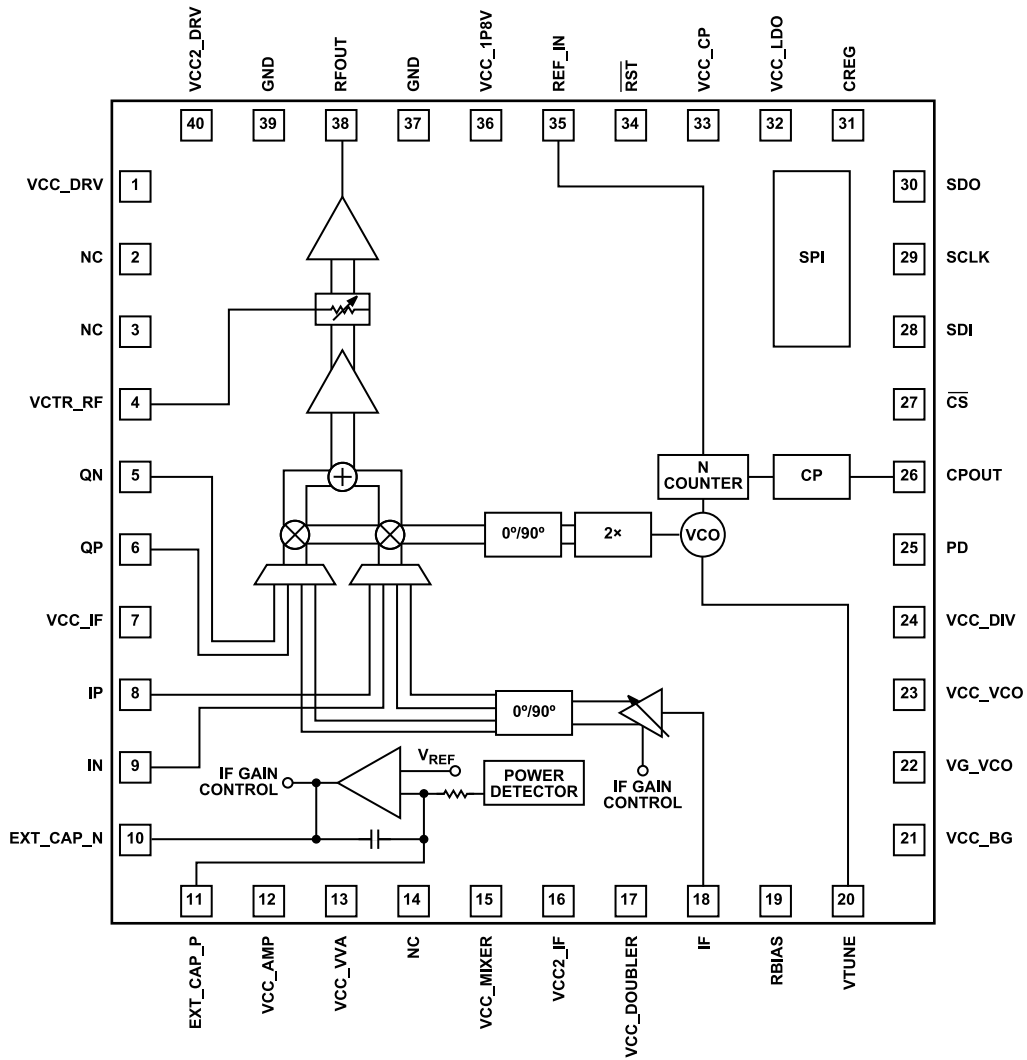 VCC2_DRV
GND
RFOUT
GND
VCC_1P8V
REF_IN
RST
VCC_CP
VCC_LDO
CREG
40
39
38
37
36
35
34
33
32
31
VCC_DRV 1
NC 2
NC 3
VCTR_RF 4
QN 5
QP 6
VCC_IF 7
IP 8
IN 9
EXT_CAP_N 10
30 SDO
29 SCLK
28 SDI
27 CS
26 CPOUT
25 PD
24 VCC_DIV
23 VCC_VCO
22 VG_VCO
21 VCC_BG
SPI
N
COUNTER
CP
0º/90º
2×
VCO
0º/90º
IF GAIN
CONTROL
VREF
POWER
DETECTOR
IF GAIN
CONTROL
11
12
13
14
15
16
17
18
19
20
EXT_CAP_P
VCC_AMP
VCC_VVA
NC
VCC_MIXER
VCC2_IF
VCC_DOUBLER
IF
RBIAS
VTUNE